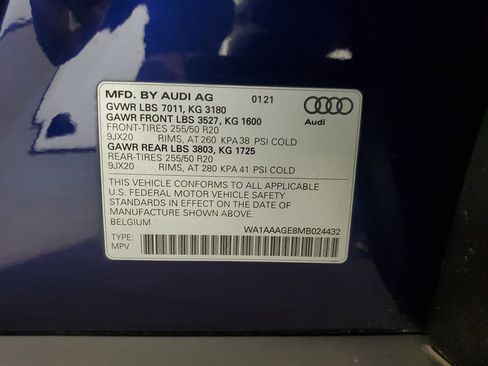 MFD. BY AUDI AG 0121
GVWR LBS 7011, KG 3180
GAWR FRONT LBS 3527, KG 1600
FRONT-TIRES 255/50 R20
9JX20 RIMS, AT 260 KPA 38 PSI COLD
GAWR REAR LBS 3803, KG 1725
REAR-TIRES 255/50 R20
9JX20 RIMS, AT 280 KPA 41 PSI COLD
Audi
THIS VEHICLE CONFORMS TO ALL APPLICABLE
U.S. FEDERAL MOTOR VEHICLE SAFETY
STANDARDS IN EFFECT ON THE DATE OF
MANUFACTURE SHOWN ABOVE.
BELGIUM WA1AAAGE8MB024432
TYPE:
MPV